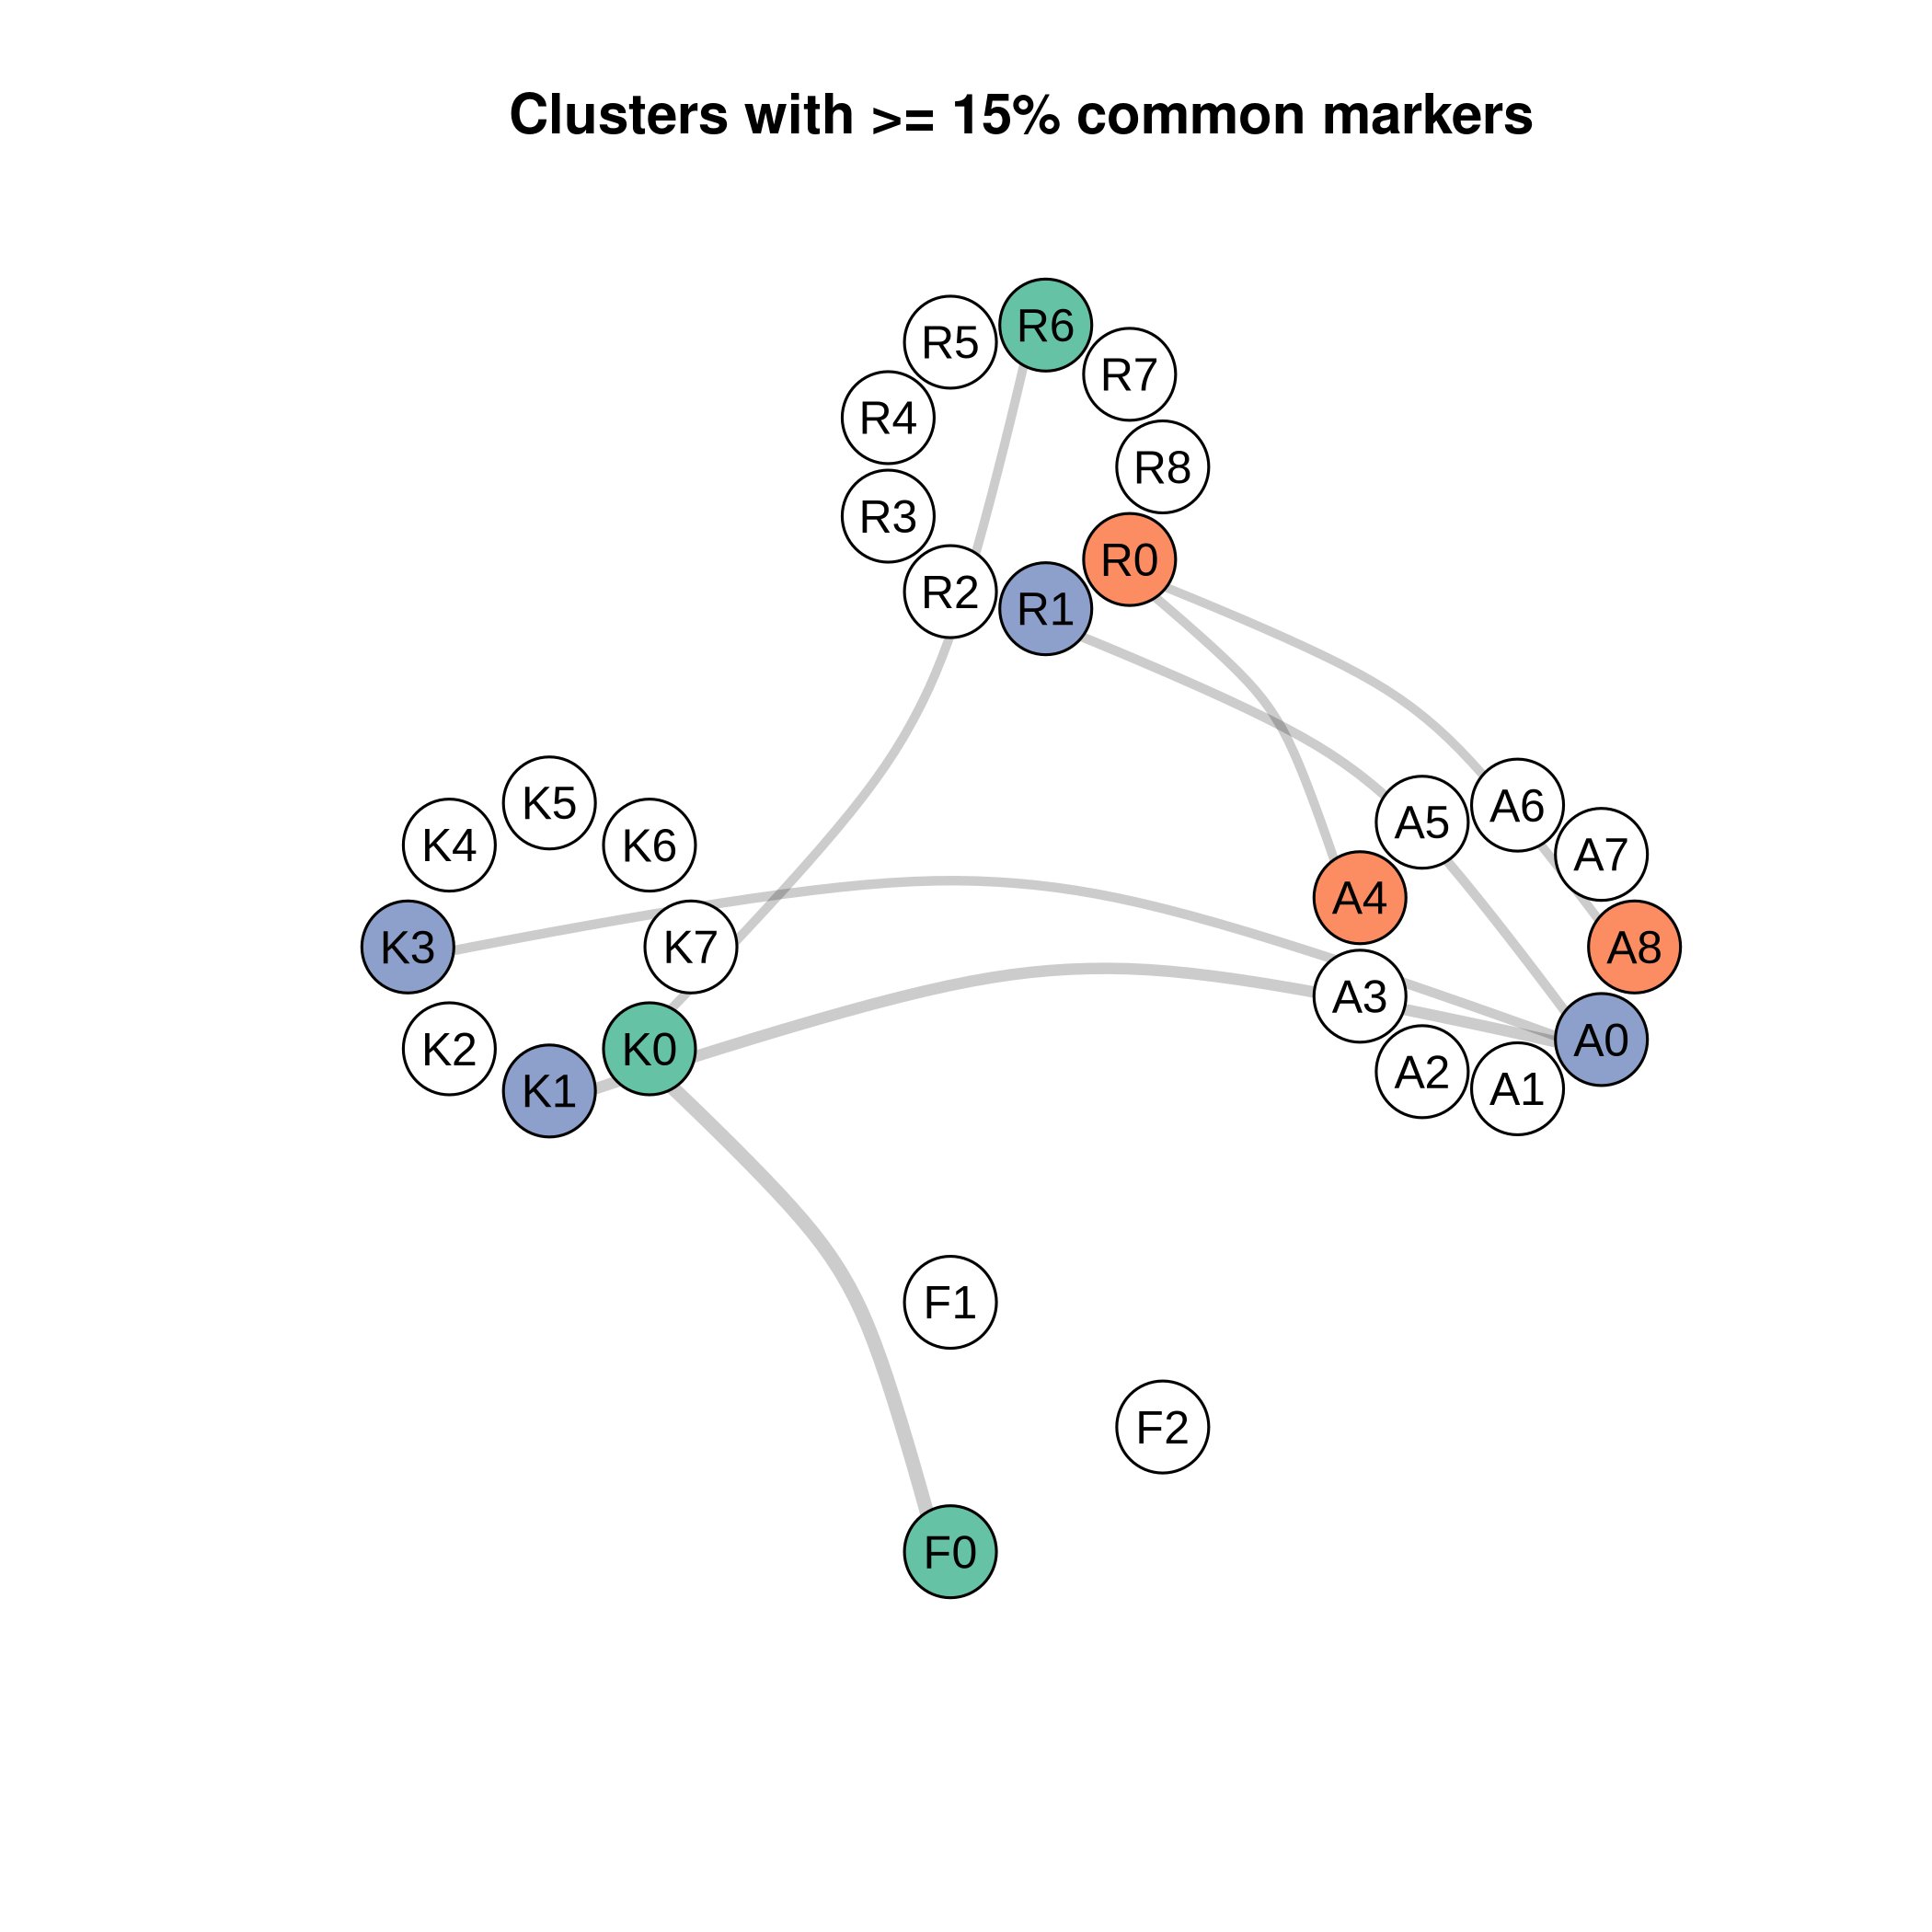 Clusters with >= 15% common markers
R6
R5
R7
R4
R8
R3
R0
R2
R1
K5
A6
A5
K4
K6
A7
A4
K3
K7
A8
A3
A0
K2
K0
A2
A1
K1
F1
F2
F0